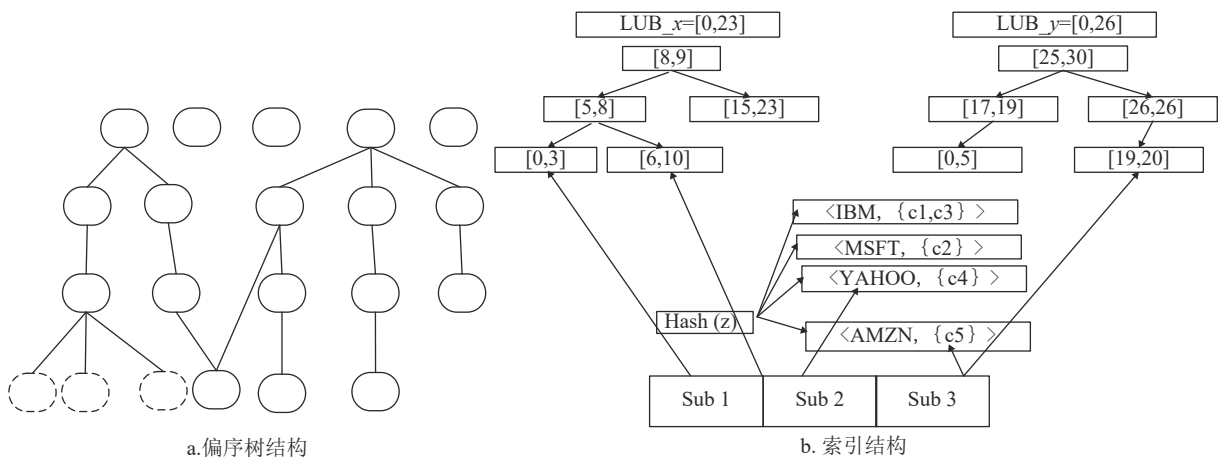 LUB_x=[0,23]
LUB_y=[0,26]
[8,9]
[25,30]
[5,8]
[15,23]
[17,19]
[26,26]
[0,3]
[6,10]
[0,5]
[19,20]
<IBM, {c1,c3}>
<MSFT, {c2}>
<YAHOO, {c4}>
Hash (z)
<AMZN, {c5}>
Sub 1
Sub 2
Sub 3
a.偏序树结构
b. 索引结构